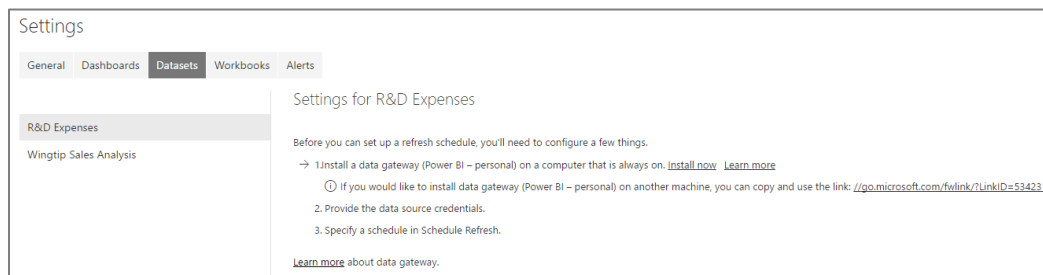 Settings
General Dashboards Datasets Workbooks Alerts
R&D Expenses
Wingtip Sales Analysis
Settings for R&D Expenses
Before you can set up a refresh schedule, you'll need to configure a few things.
→ 1.Install a data gateway (Power BI – personal) on a computer that is always on. Install now Learn more
If you would like to install data gateway (Power BI – personal) on another machine, you can copy and use the link: //go.microsoft.com/fwlink/?LinkID=53423
2. Provide the data source credentials.
3. Specify a schedule in Schedule Refresh.
Learn more about data gateway.